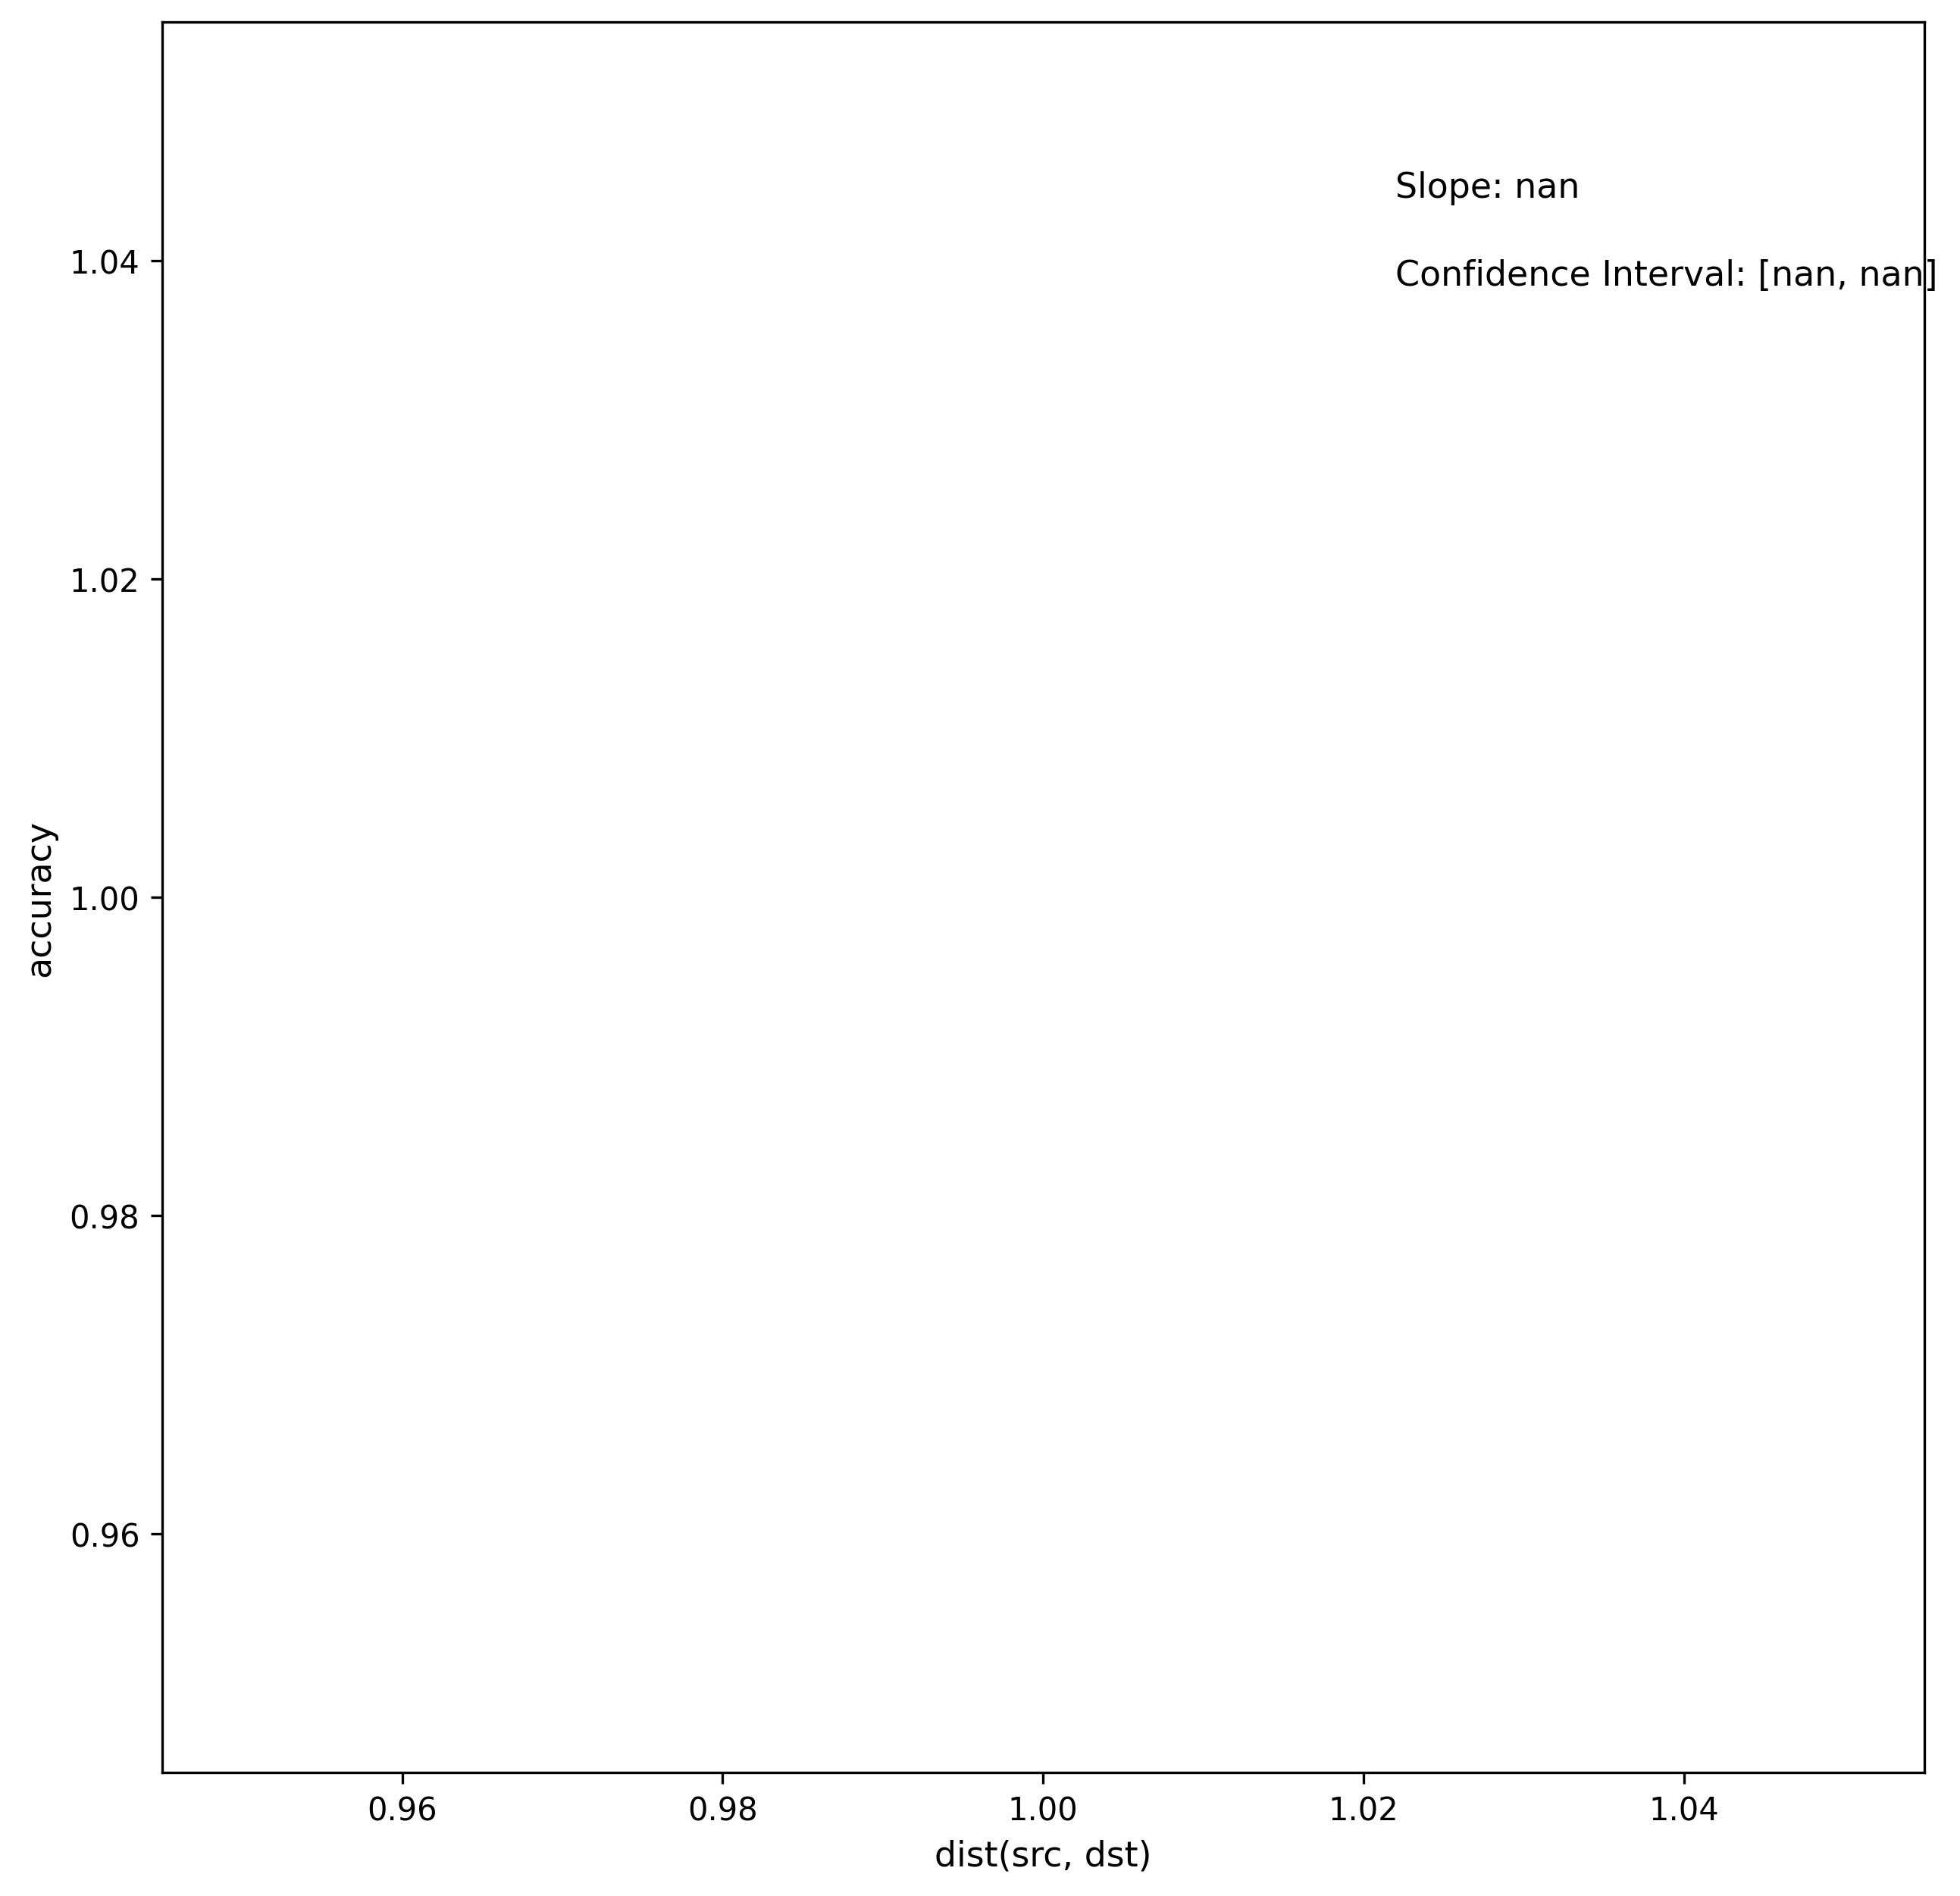 Slope: nan
Confidence Interval: [nan, nan]
1.04
1.02
1.00
0.98
0.96
accuracy
0.96
0.98
1.00
1.02
1.04
dist(src, dst)